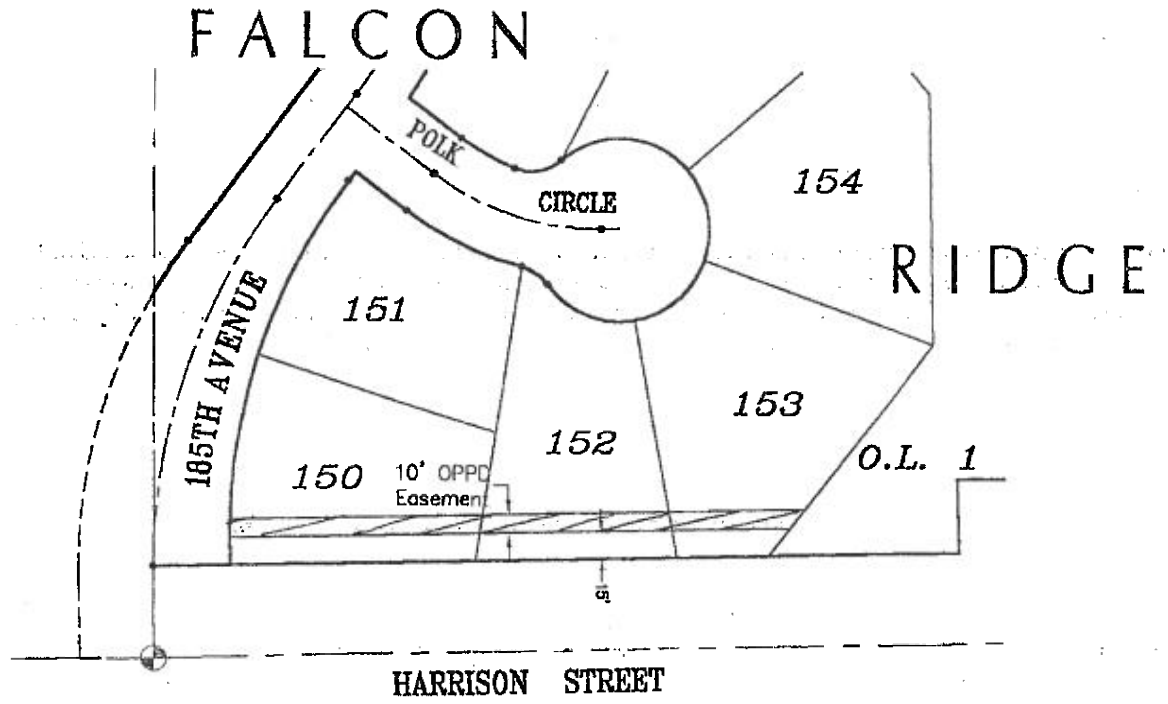 FALCON
POLK
CIRCLE
154
RIDGE
185TH AVENUE
151
153
152
O.L. 1
150
10' OPPD
Easement
15'
HARRISON STREET